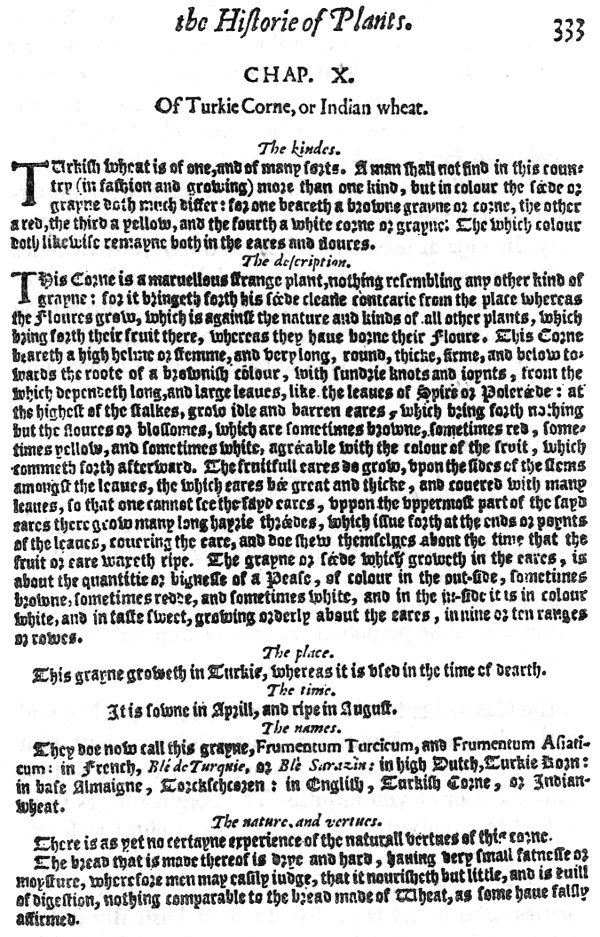 the Historie of Plants.
333
CHAP. X.
Of Turkie Corne, or Indian wheat.
The kindes.
TUrkish wheat is of one, and of many sorts. A man shall not find in this coun-
try (in fashion and growing) more than one kind, but in colour the séede or
grayne doth much differ: for one beareth a browne grayne or corne, the other
a red, the third a yellow, and the fourth a white corne or grayne: The which colour
doth likewise remayne both in the eares and floures.
The description.
THis Corne is a marvellous strange plant, nothing resembling any other kind of
grayne: for it bringeth forth his séede cleane contrarie from the place whereas
the Floures grow, which is against the nature and kinds of all other plants, which
bring forth their fruit there, whereas they haue borne their Floure. This Corne
beareth a high helme or stemme, and very long, round, thicke, firme, and below to-
wards the roote of a brownish colour, with sundrie knots and ioynts, from the
which dependeth long, and large leaues, like the leaues of Spire or Poleréede: at
the highest of the stalkes, grow idle and barren eares, which bring forth nothing
but the floures or blossomes, which are sometimes browne, sometimes red, some-
times yellow, and sometimes white, agréeable with the colour of the fruit, which
commeth forth afterward. The fruitfull eares do grow, vpon the sides of the stems
amongst the leaues, the which eares bée great and thicke, and couered with many
leaues, so that one cannot see the sayd eares, vppon the vppermost part of the sayd
eares there grow many long hayrie thréedes, which issue forth at the ends or poynts
of the leaues, couering the eare, and doe shew themselues about the time that the
fruit or eare waxeth ripe. The grayne or séede which groweth in the eares, is
about the quantitie or bignesse of a Pease, of colour in the out-side, sometimes
browne, sometimes redde, and sometimes white, and in the in-side it is in colour
white, and in taste sweet, growing orderly about the eares, in nine or ten ranges
or rowes.
The place.
This grayne groweth in Turkie, whereas it is vsed in the time of dearth.
The time.
It is sowne in Aprill, and ripe in August.
The names.
They doe now call this grayne, Frumentum Turcicum, and Frumentum Asiati-
cum: in French, Blé de Turquie, or Blè Sarazin: in high Dutch, Turkie Korn:
in base Almaigne, Torckschcoren: in English, Turkish Corne, or Indian-
wheat.
The nature, and vertues.
There is as yet no certayne experience of the naturall vertues of this corne.
The bread that is made thereof is drye and hard, hauing very small fatnesse or
moysture, wherefore men may easily iudge, that it nourisheth but little, and is euill
of digestion, nothing comparable to the bread made of Wheat, as some haue falsly
affirmed.